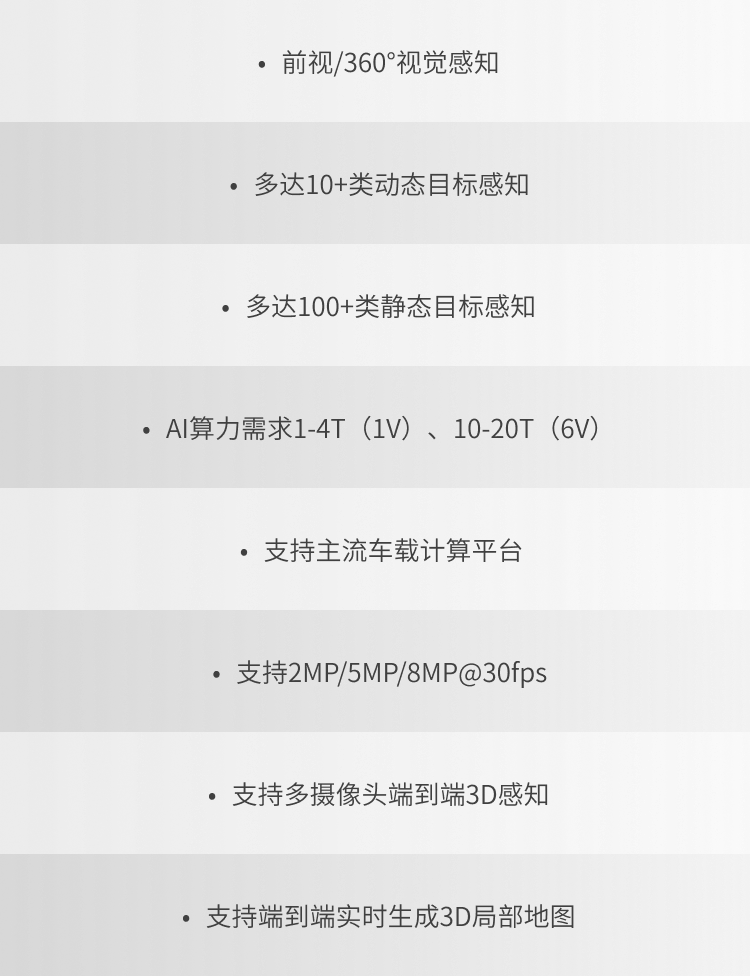 • 前视/360°视觉感知
• 多达10+类动态目标感知
• 多达100+类静态目标感知
• AI算力需求1-4T（1V）、10-20T（6V）
• 支持主流车载计算平台
• 支持2MP/5MP/8MP@30fps
• 支持多摄像头端到端3D感知
• 支持端到端实时生成3D局部地图